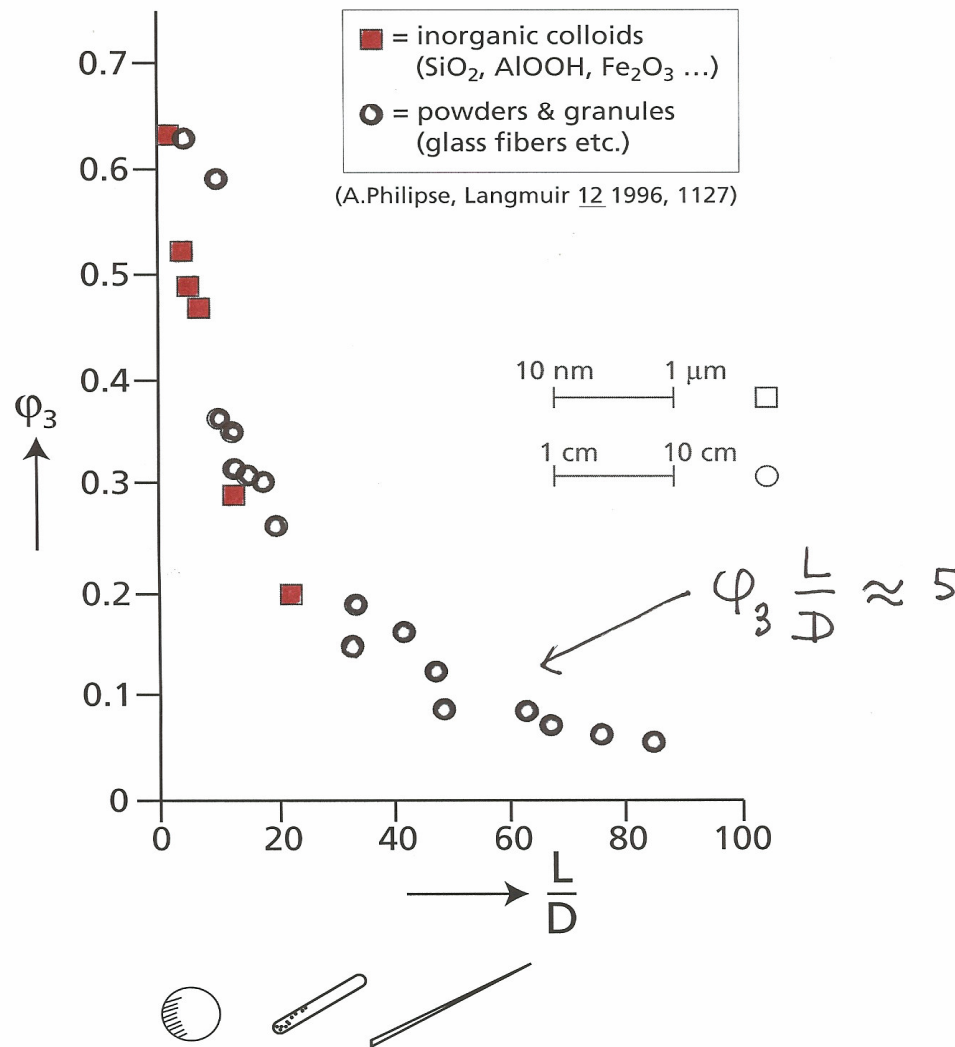 = inorganic colloids
(SiO₂, AlOOH, Fe₂O₃ ...)
= powders & granules
(glass fibers etc.)
(A.Philipse, Langmuir 12 1996, 1127)
0.7
0.6
0.5
0.4
φ₃
0.3
0.2
0.1
0
10 nm 1 μm
1 cm 10 cm
φ₃ L/D ≈ 5
0 20 40 60 80 100
L
D